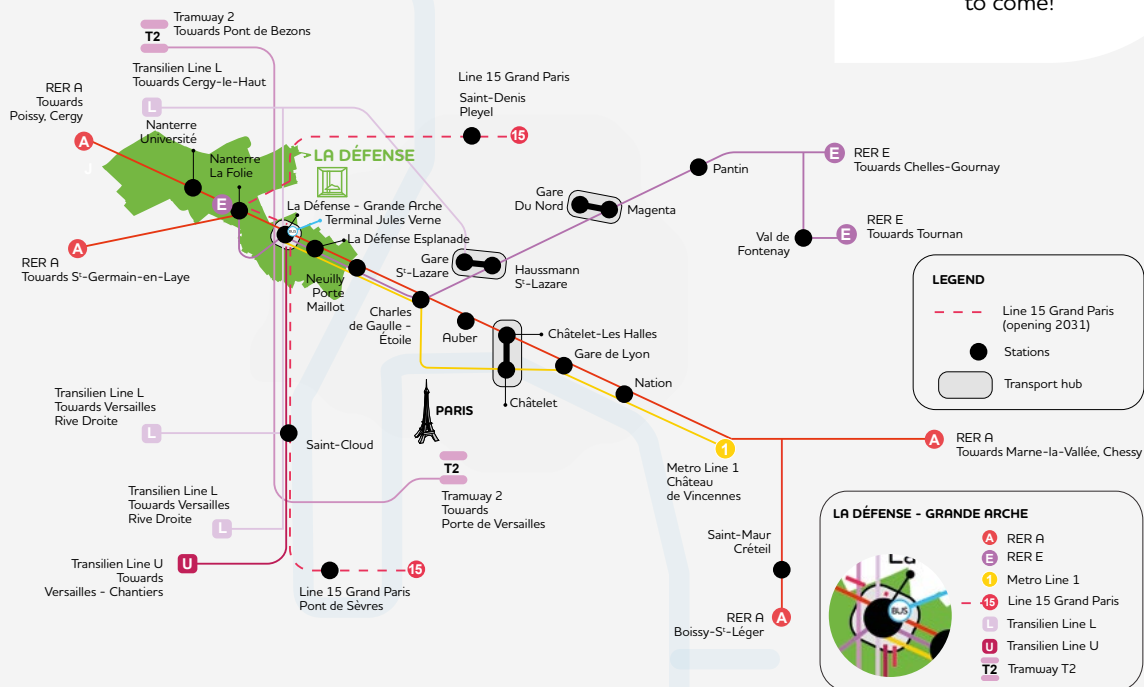 to come!
Tramway 2
Towards Pont de Bezons
T2
Transilien Line L
Towards Cergy-le-Haut
L
RER A
Towards
Poissy, Cergy
A
Line 15 Grand Paris
Saint-Denis
Pleyel
15
Nanterre
Université
Nanterre
La Folie
J
LA DÉFENSE
E
La Défense - Grande Arche
Terminal Jules Verne
BUS
La Défense Esplanade
A
RER A
Towards Sᵗ-Germain-en-Laye
Neuilly
Porte
Maillot
Gare
Sᵗ-Lazare
Haussmann
Sᵗ-Lazare
Gare
Du Nord
Magenta
Pantin
E
RER E
Towards Chelles-Gournay
Val de
Fontenay
E
RER E
Towards Tournan
Charles
de Gaulle -
Étoile
Auber
Châtelet-Les Halles
Gare de Lyon
Châtelet
Nation
PARIS
LEGEND
Line 15 Grand Paris
(opening 2031)
Stations
Transport hub
Transilien Line L
Towards Versailles
Rive Droite
L
Saint-Cloud
T2
Tramway 2
Towards
Porte de Versailles
1
Metro Line 1
Château
de Vincennes
A
RER A
Towards Marne-la-Vallée, Chessy
Transilien Line L
Towards Versailles
Rive Droite
L
Transilien Line U
Towards
Versailles - Chantiers
U
15
Line 15 Grand Paris
Pont de Sèvres
Saint-Maur
Créteil
RER A
Boissy-Sᵗ-Léger
A
LA DÉFENSE - GRANDE ARCHE
La
BUS
A RER A
E RER E
1 Metro Line 1
15 Line 15 Grand Paris
L Transilien Line L
U Transilien Line U
T2 Tramway T2